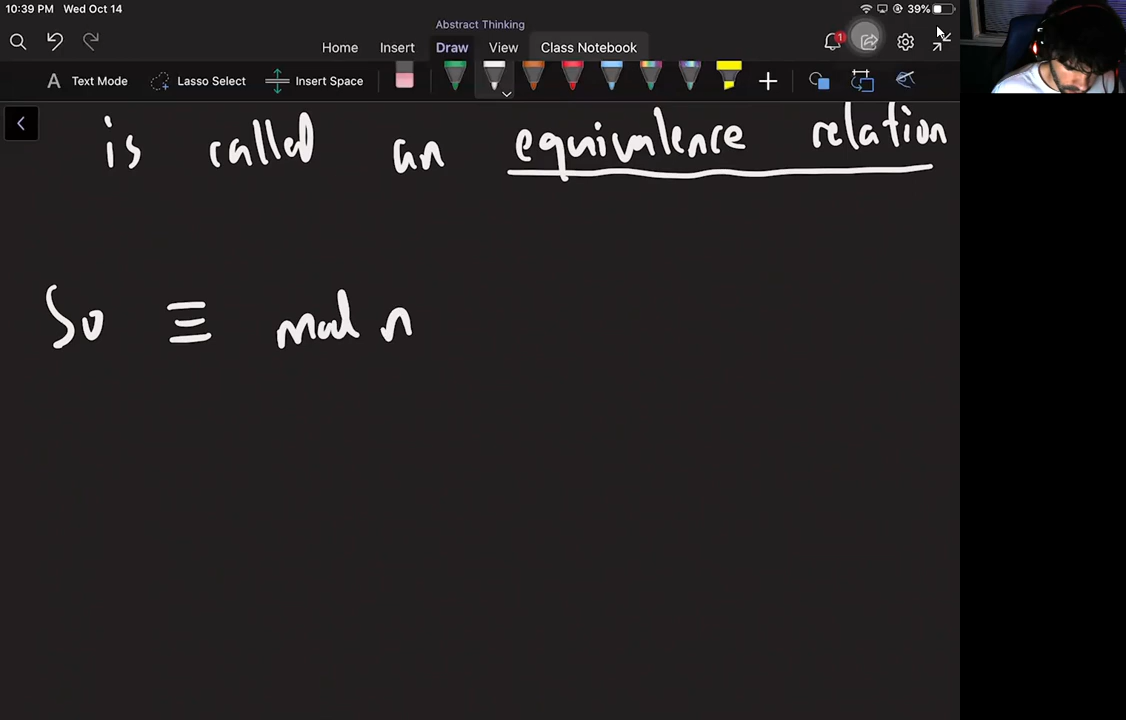 10:39 PM Wed Oct 14
39%
Abstract Thinking
Home Insert Draw View Class Notebook
1
A Text Mode Lasso Select Insert Space
is called an equivalence relation
So ≡ mod n